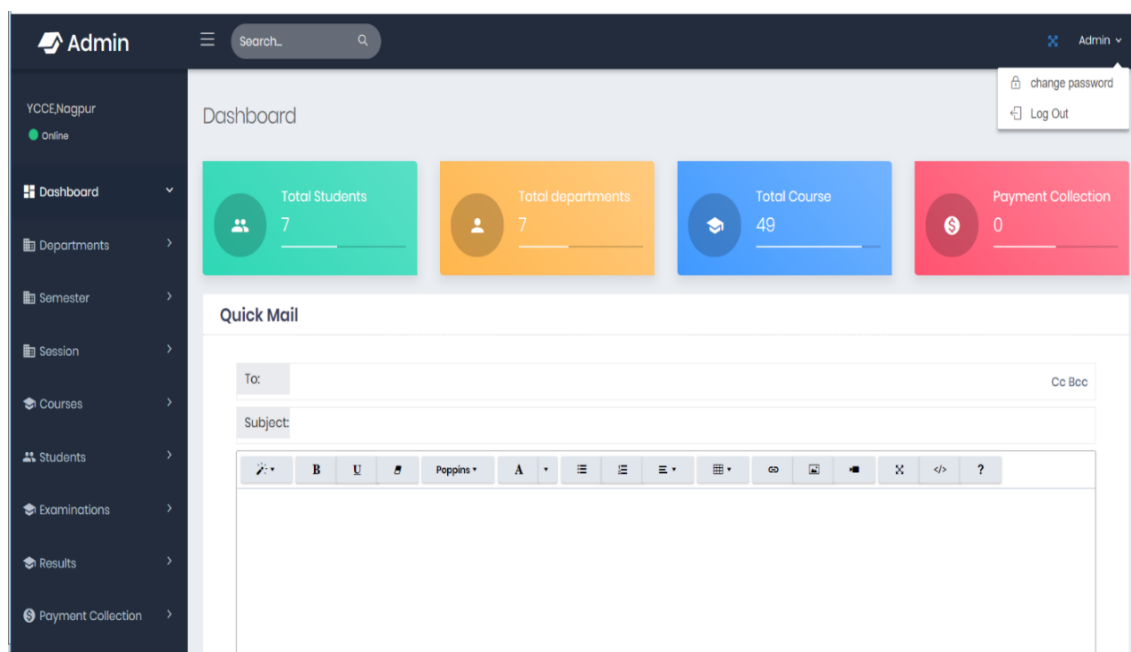 Admin
Search...
Admin
change password
Log Out
YCCE,Nagpur
Online
Dashboard
Departments
Semester
Session
Courses
Students
Examinations
Results
Payment Collection
Dashboard
Total Students
7
Total departments
7
Total Course
49
Payment Collection
0
Quick Mail
To:
Cc Bcc
Subject:
B U Poppins A </> ?